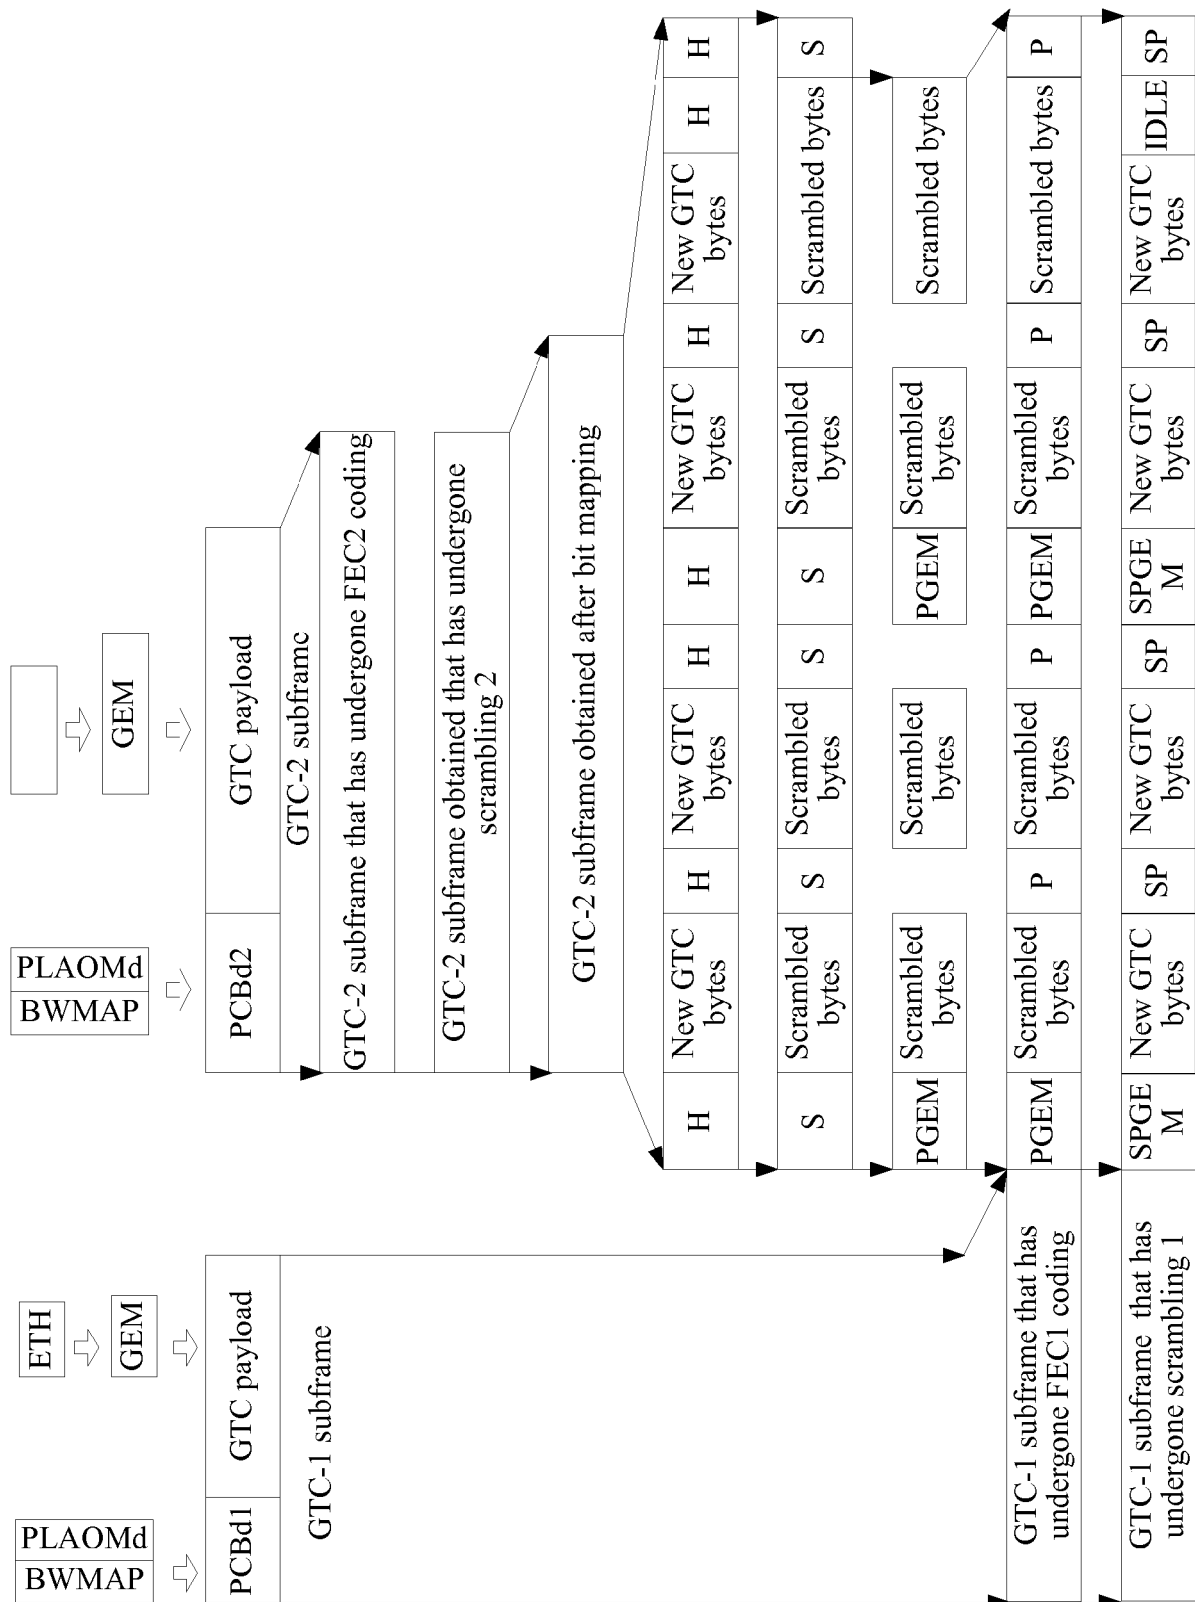 PLAOMd
BWMAP
ETH
GEM
PLAOMd
BWMAP
GEM
PCBd1
GTC payload
GTC-1 subframe
PCBd2
GTC payload
GTC-2 subframc
GTC-2 subframe that has undergone FEC2 coding
GTC-2 subframe obtained that has undergone
scrambling 2
GTC-2 subframe obtained after bit mapping
H
New GTC
bytes
H
New GTC
bytes
H
H
New GTC
bytes
H
New GTC
bytes
H
H
S
Scrambled
bytes
S
Scrambled
bytes
S
S
Scrambled
bytes
S
Scrambled bytes
S
PGEM
Scrambled
bytes
Scrambled
bytes
PGEM
Scrambled
bytes
Scrambled bytes
GTC-1 subframe that has
undergone FEC1 coding
PGEM
Scrambled
bytes
P
Scrambled
bytes
P
PGEM
Scrambled
bytes
P
Scrambled bytes
P
GTC-1 subframe that has
undergone scrambling 1
SPGE
M
New GTC
bytes
SP
New GTC
bytes
SP
SPGE
M
New GTC
bytes
SP
New GTC
bytes
IDLE
SP